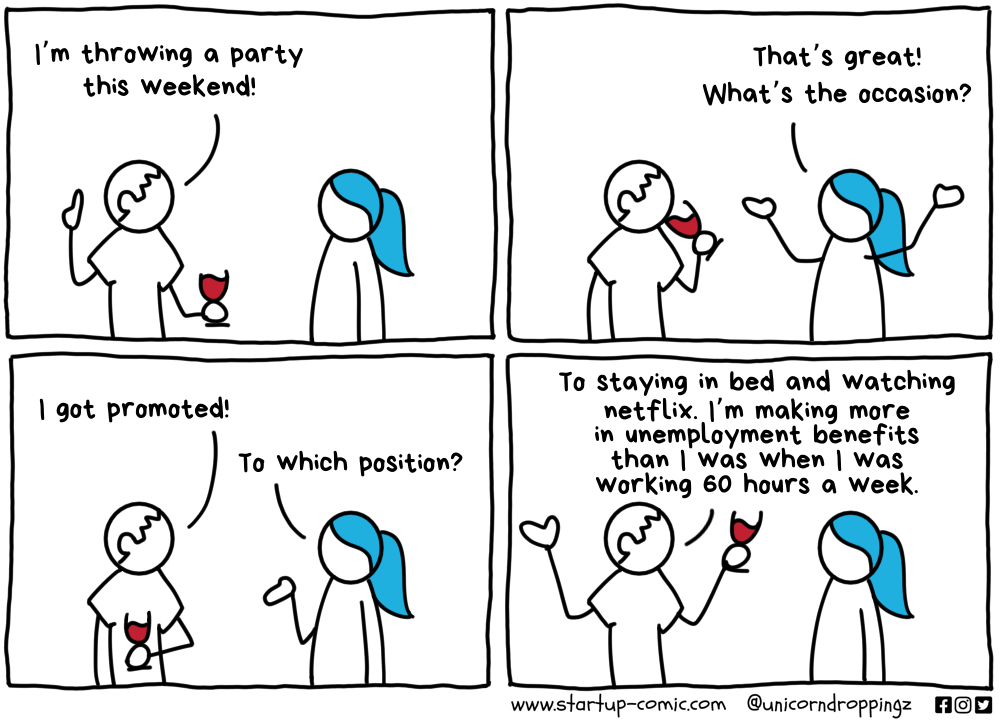 I'm throwing a party
this weekend!
That's great!
What's the occasion?
I got promoted!
To which position?
To staying in bed and watching
netflix. I'm making more
in unemployment benefits
than I was when I was
working 60 hours a week.
www.startup-comic.com @unicorndroppingz